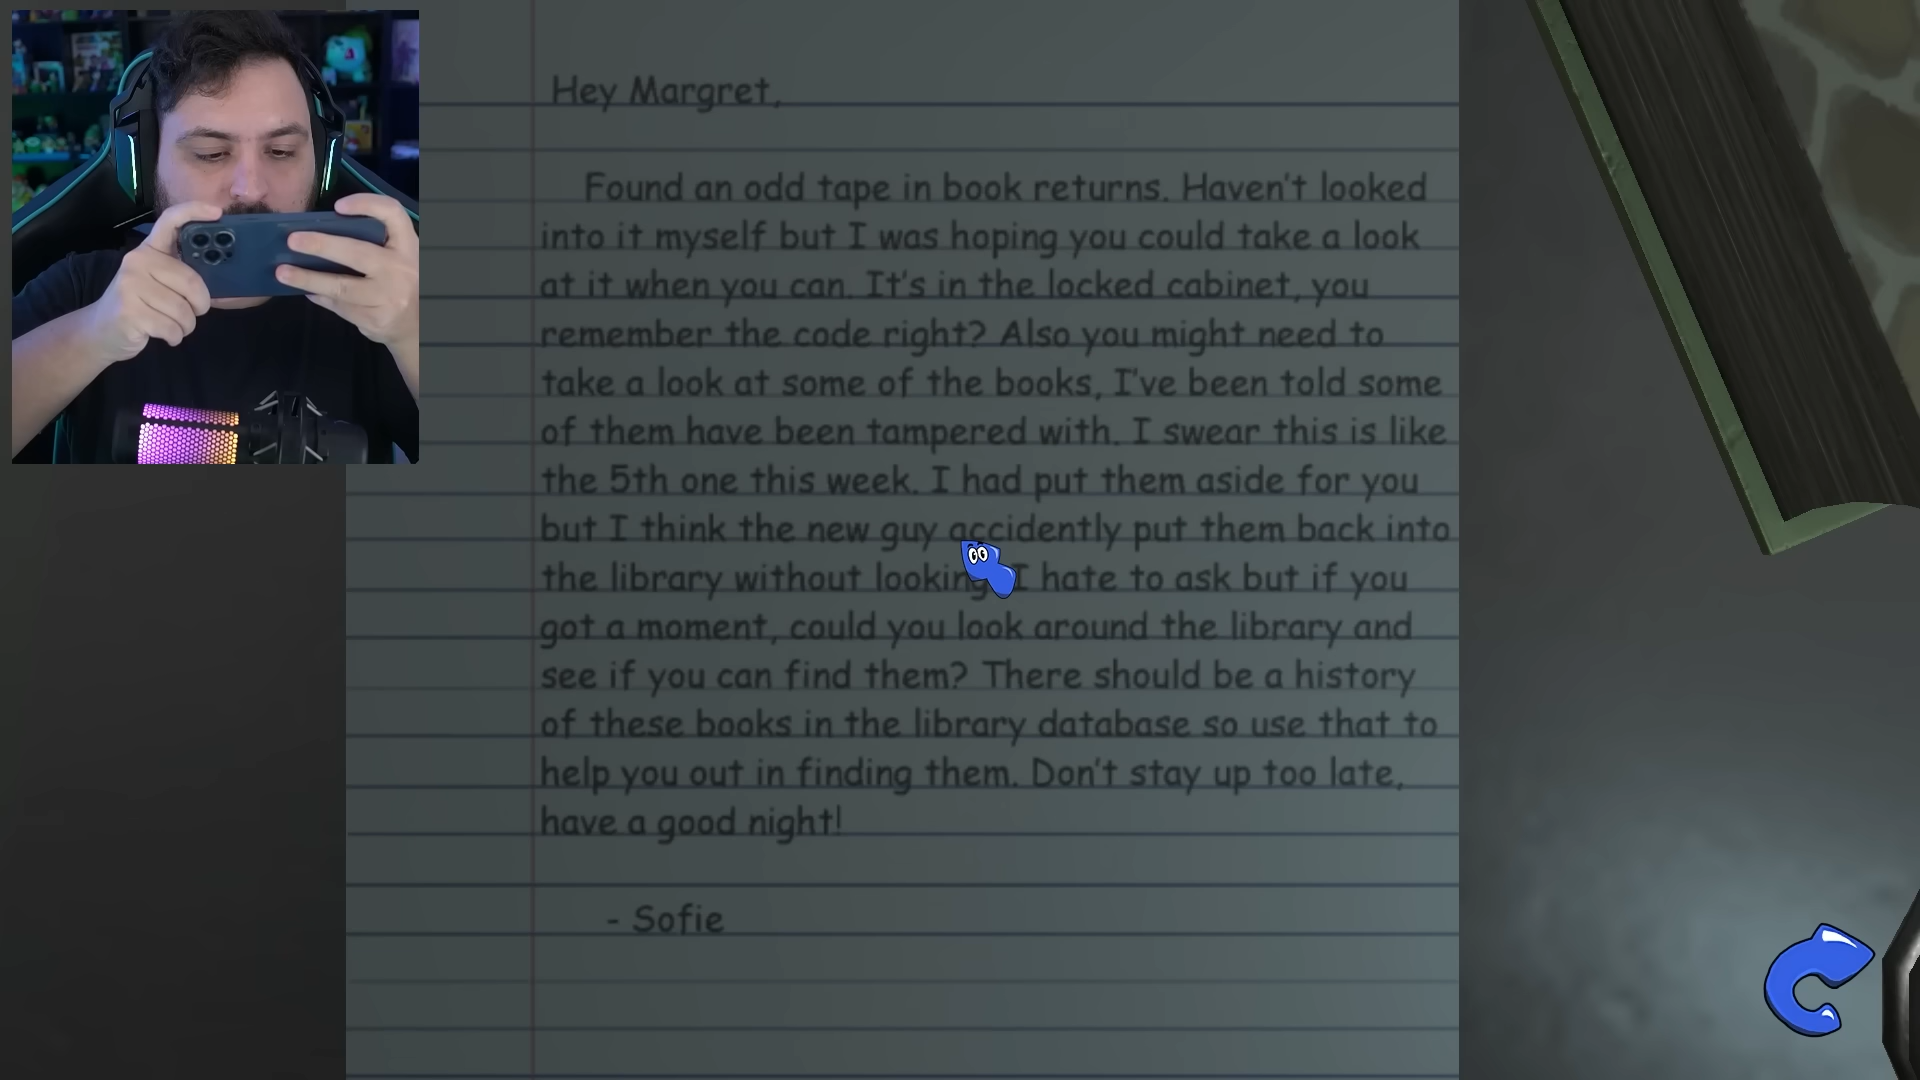 Hey Margret,
Found an odd tape in book returns. Haven't looked
into it myself but I was hoping you could take a look
at it when you can. It's in the locked cabinet, you
remember the code right? Also you might need to
take a look at some of the books, I've been told some
of them have been tampered with. I swear this is like
the 5th one this week. I had put them aside for you
but I think the new guy accidently put them back into
the library without looking. I hate to ask but if you
got a moment, could you look around the library and
see if you can find them? There should be a history
of these books in the library database so use that to
help you out in finding them. Don't stay up too late,
have a good night!
- Sofie